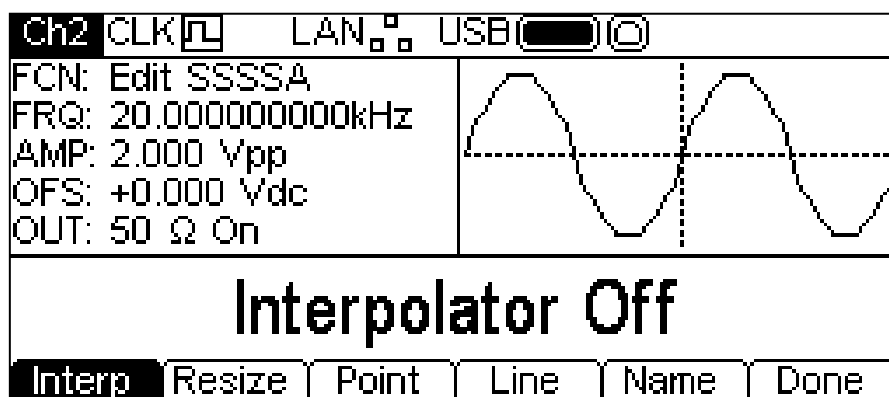 Ch2 CLK LAN USB
FCN: Edit SSSSA
FRQ: 20.000000000kHz
AMP: 2.000 Vpp
OFS: +0.000 Vdc
OUT: 50 Ω On
Interpolator Off
Interp Resize Point Line Name Done